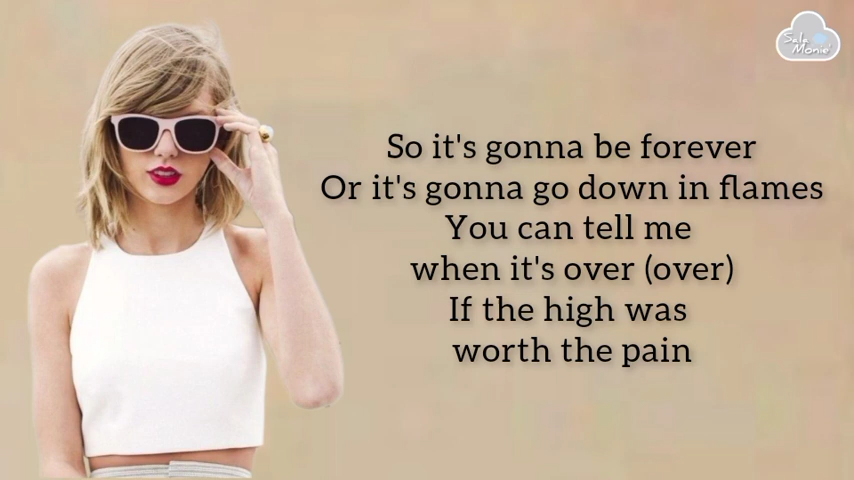 Sala
Monie'
So it's gonna be forever
Or it's gonna go down in flames
You can tell me
when it's over (over)
If the high was
worth the pain